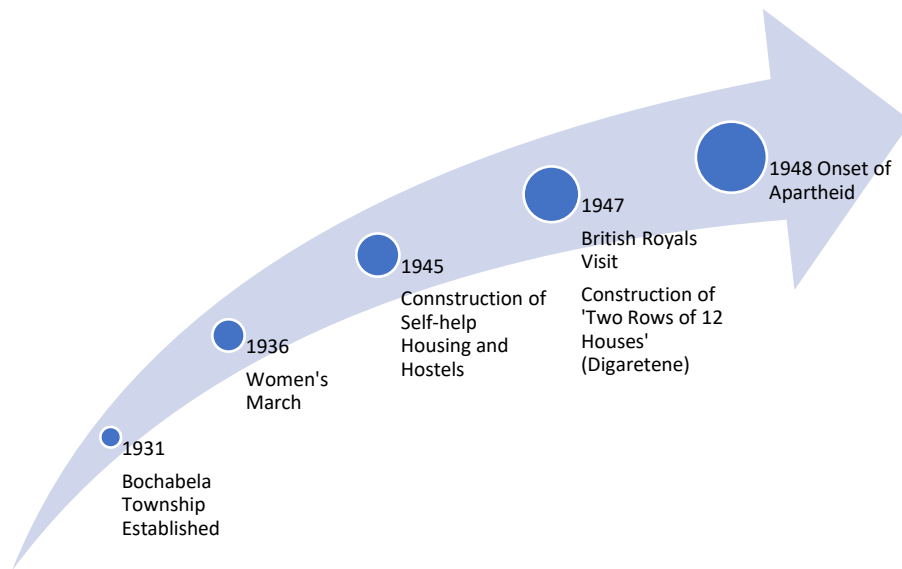 1931
Bochabela
Township
Established
1936
Women's
March
1945
Connstruction of
Self-help
Housing and
Hostels
1947
British Royals
Visit
Construction of
'Two Rows of 12
Houses'
(Digaretene)
1948 Onset of
Apartheid